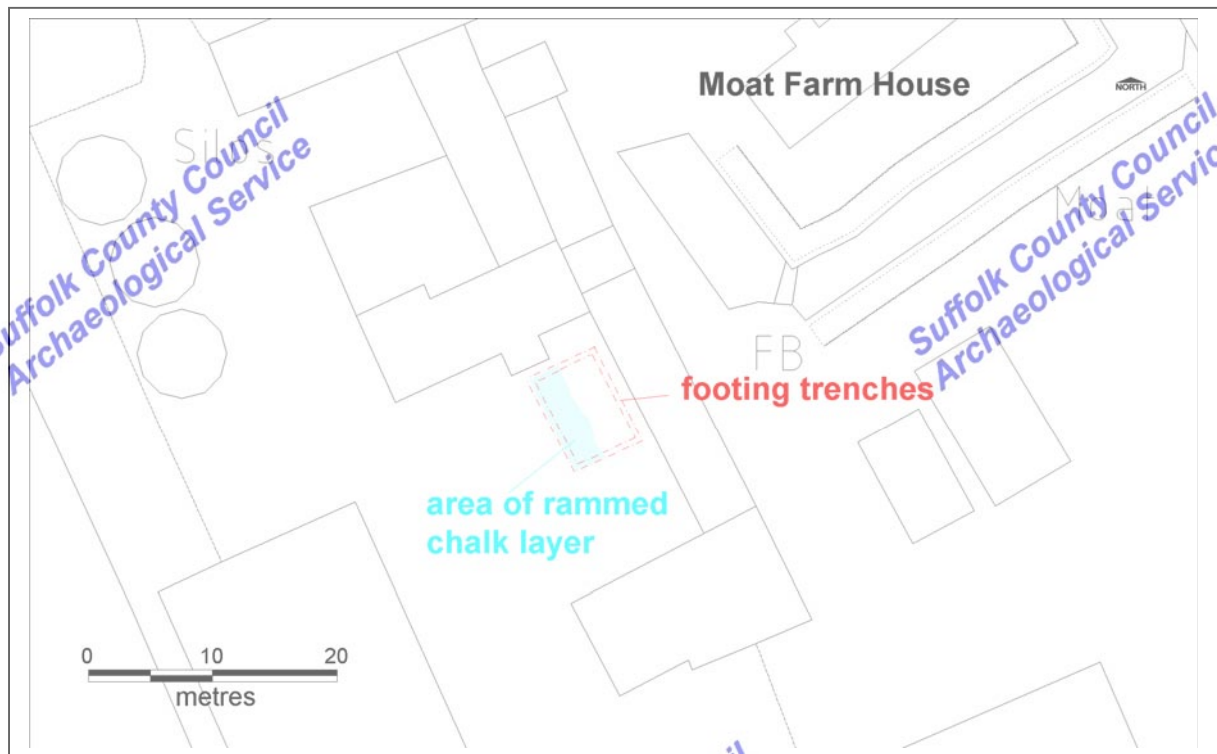 Moat Farm House
NORTH
Silos
Suffolk County Council
Archaeological Service
Moat
Suffolk County Council
Archaeological Service
FB
footing trenches
area of rammed
chalk layer
0 10 20
metres